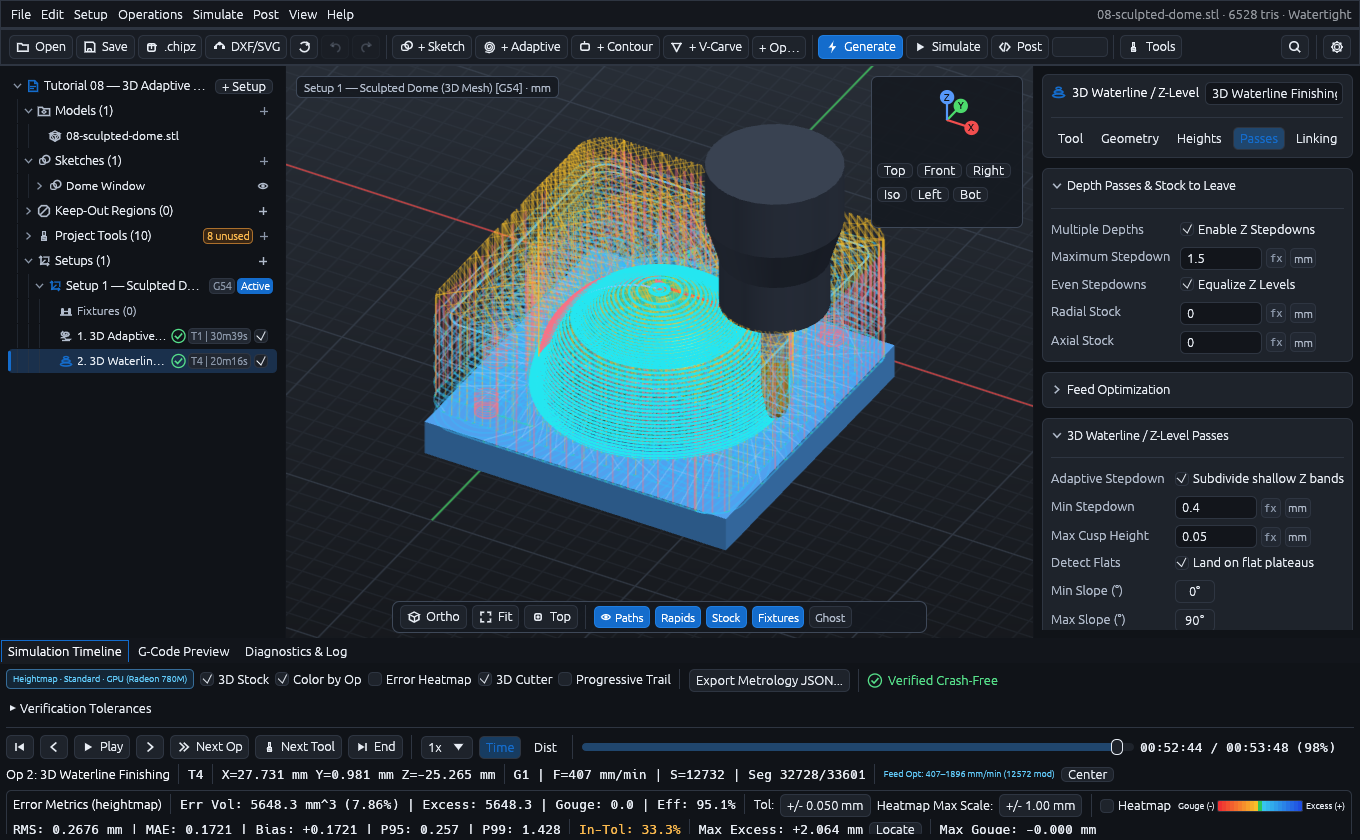 File Edit Setup Operations Simulate Post View Help 08-sculpted-dome.stl · 6528 tris · Watertight
Open Save .chipz DXF/SVG + Sketch + Adaptive + Contour + V-Carve + Op... Generate Simulate Post Tools
Tutorial 08 — 3D Adaptive ... + Setup
Models (1) +
08-sculpted-dome.stl
Sketches (1) +
Dome Window
Keep-Out Regions (0) +
Project Tools (10) 8 unused +
Setups (1) +
Setup 1 — Sculpted D... G54 Active
Fixtures (0)
1. 3D Adaptive... T1 | 30m39s
2. 3D Waterlin... T4 | 20m16s
Setup 1 — Sculpted Dome (3D Mesh) [G54] · mm
Z
Y
X
Top Front Right
Iso Left Bot
Ortho Fit Top Paths Rapids Stock Fixtures Ghost
3D Waterline / Z-Level 3D Waterline Finishing
Tool Geometry Heights Passes Linking
Depth Passes & Stock to Leave
Multiple Depths Enable Z Stepdowns
Maximum Stepdown 1.5 fx mm
Even Stepdowns Equalize Z Levels
Radial Stock 0 fx mm
Axial Stock 0 fx mm
Feed Optimization
3D Waterline / Z-Level Passes
Adaptive Stepdown Subdivide shallow Z bands
Min Stepdown 0.4 fx mm
Max Cusp Height 0.05 fx mm
Detect Flats Land on flat plateaus
Min Slope (°) 0°
Max Slope (°) 90°
Simulation Timeline G-Code Preview Diagnostics & Log
Heightmap · Standard · GPU (Radeon 780M) 3D Stock Color by Op Error Heatmap 3D Cutter Progressive Trail Export Metrology JSON... Verified Crash-Free
Verification Tolerances
Play Next Op Next Tool End 1x Time Dist 00:52:44 / 00:53:48 (98%)
Op 2: 3D Waterline Finishing T4 X=27.731 mm Y=0.981 mm Z=-25.265 mm G1 | F=407 mm/min | S=12732 | Seg 32728/33601 Feed Opt: 407–1896 mm/min (12572 mod) Center
Error Metrics (heightmap) Err Vol: 5648.3 mm^3 (7.86%) | Excess: 5648.3 | Gouge: 0.0 | Eff: 95.1% Tol: +/- 0.050 mm Heatmap Max Scale: +/- 1.00 mm Heatmap Gouge (-) Excess (+)
RMS: 0.2676 mm | MAE: 0.1721 | Bias: +0.1721 | P95: 0.257 | P99: 1.428 In-Tol: 33.3% Max Excess: +2.064 mm Locate Max Gouge: -0.000 mm